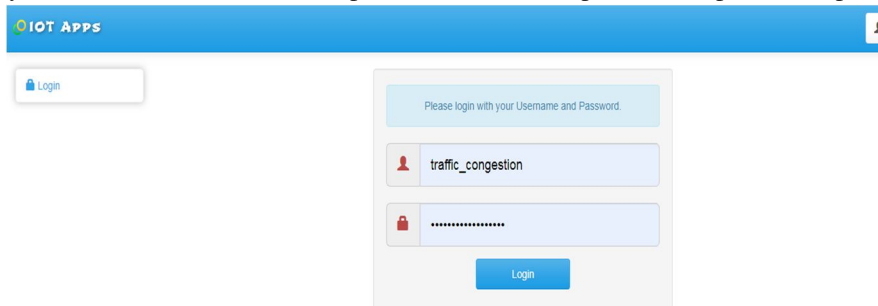 IOT APPS
Login
Please login with your Username and Password.
traffic_congestion
••••••••••••••••••
Login